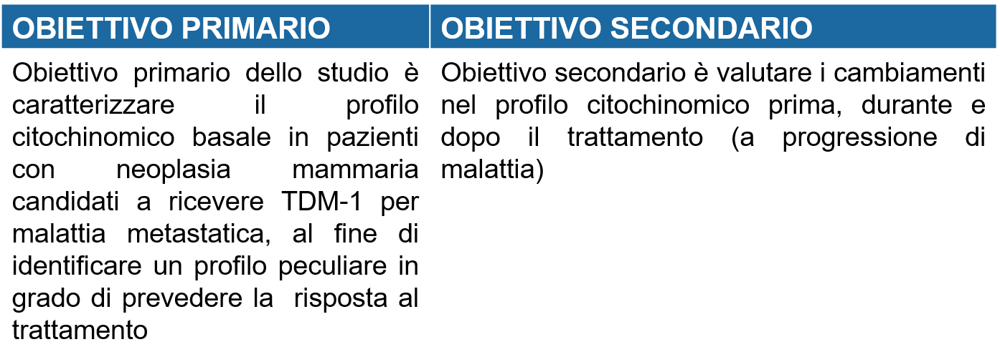 OBIETTIVO PRIMARIO
Obiettivo primario dello studio è
caratterizzare il profilo
citochinomico basale in pazienti
con neoplasia mammaria
candidati a ricevere TDM-1 per
malattia metastatica, al fine di
identificare un profilo peculiare in
grado di prevedere la risposta al
trattamento
OBIETTIVO SECONDARIO
Obiettivo secondario è valutare i cambiamenti
nel profilo citochinomico prima, durante e
dopo il trattamento (a progressione di
malattia)